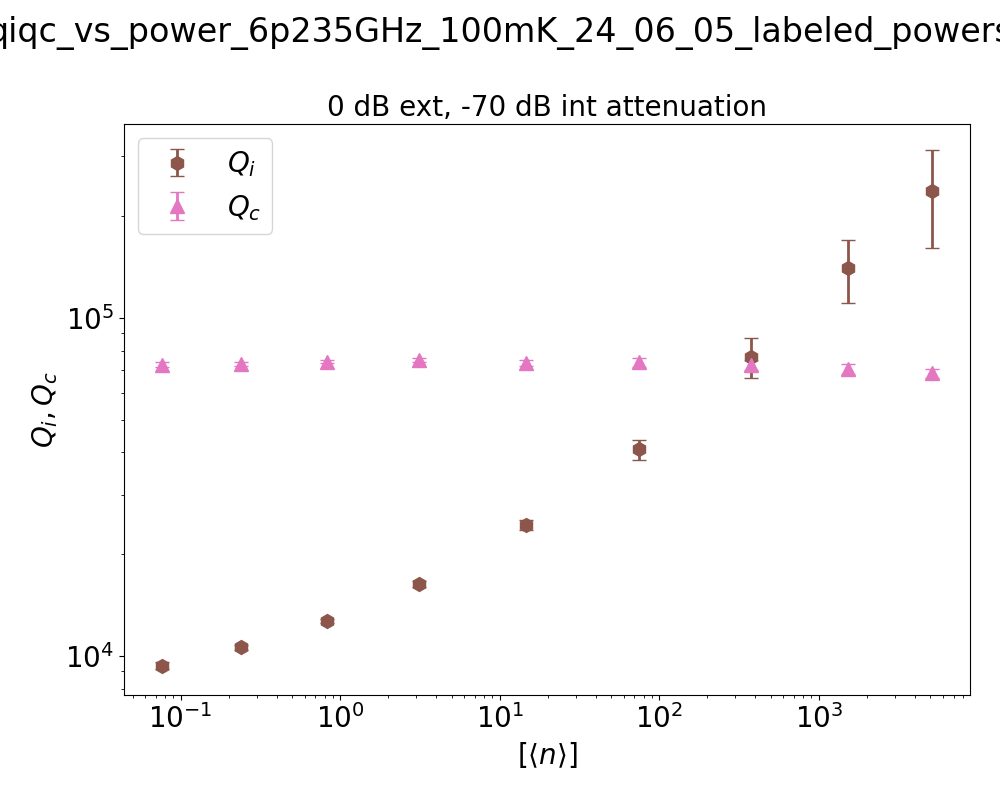 qiqc_vs_power_6p235GHz_100mK_24_06_05_labeled_powers
0 dB ext, -70 dB int attenuation
Q_i
Q_c
10^5
10^4
Q_i, Q_c
10^{-1} 10^0 10^1 10^2 10^3
[⟨n⟩]